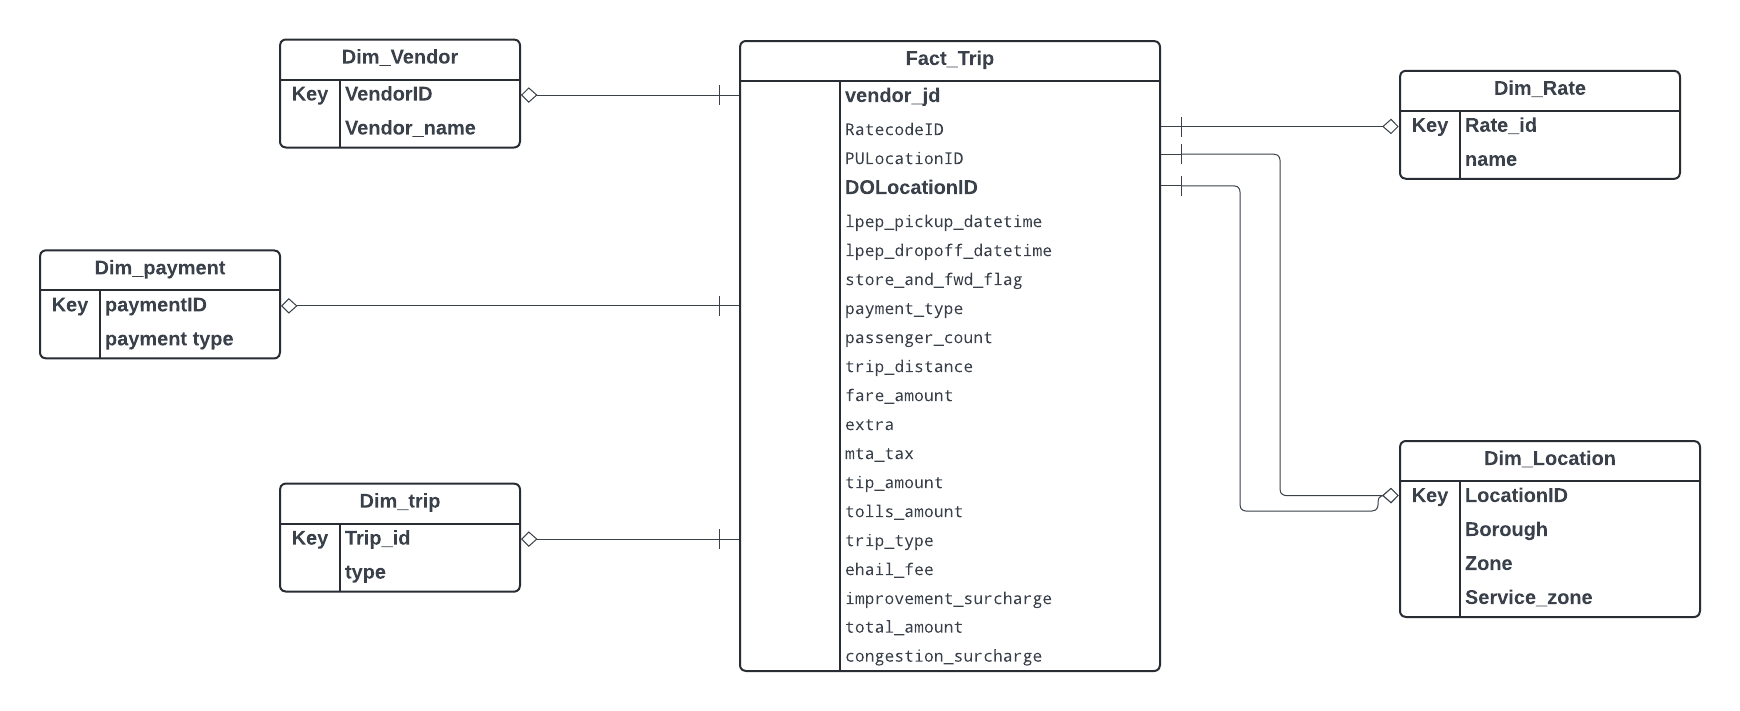 Dim_Vendor
Key VendorID
Vendor_name
Dim_payment
Key paymentID
payment type
Dim_trip
Key Trip_id
type
Fact_Trip
vendor_jd
RatecodeID
PULocationID
DOLocationID
lpep_pickup_datetime
lpep_dropoff_datetime
store_and_fwd_flag
payment_type
passenger_count
trip_distance
fare_amount
extra
mta_tax
tip_amount
tolls_amount
trip_type
ehail_fee
improvement_surcharge
total_amount
congestion_surcharge
Dim_Rate
Key Rate_id
name
Dim_Location
Key LocationID
Borough
Zone
Service_zone